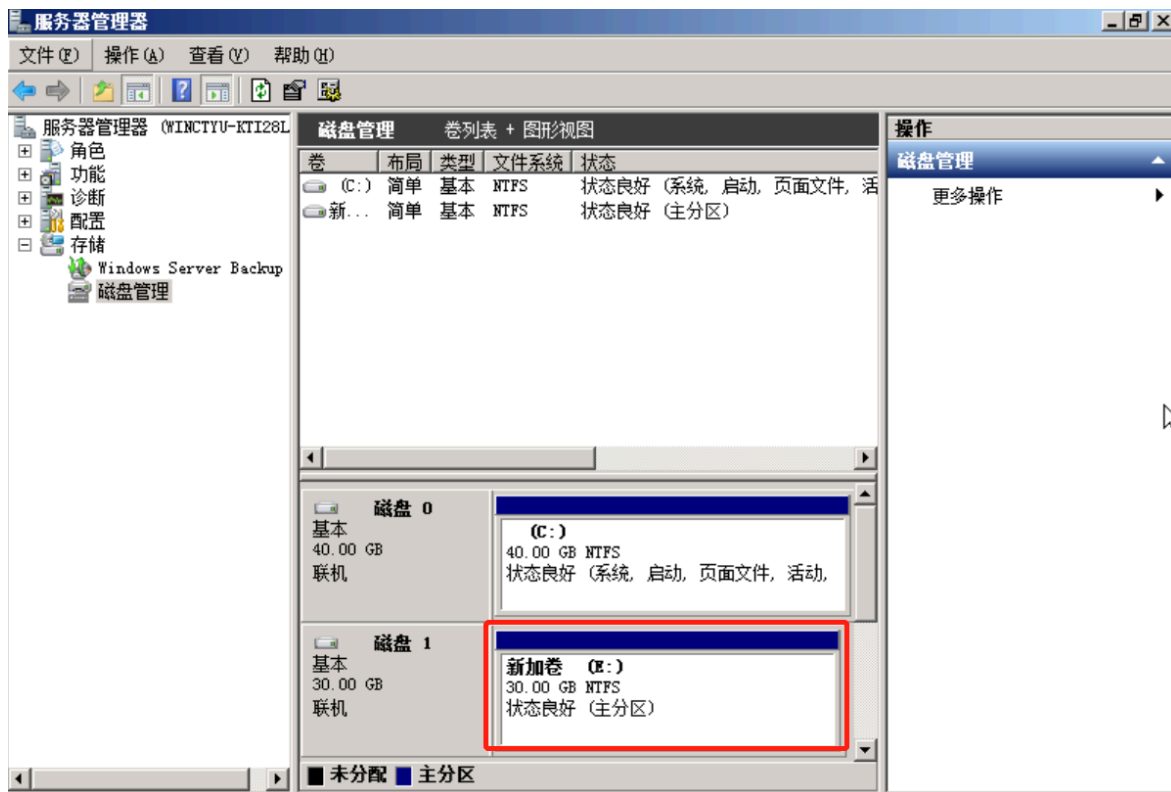 服务器管理器
文件(F) 操作(A) 查看(V) 帮助(H)
服务器管理器 (WINCTYU-KTI28L
角色
功能
诊断
配置
存储
Windows Server Backup
磁盘管理
磁盘管理 卷列表 + 图形视图
卷 布局 类型 文件系统 状态
(C:) 简单 基本 NTFS 状态良好 (系统, 启动, 页面文件, 活
新... 简单 基本 NTFS 状态良好 (主分区)
磁盘 0
基本
40.00 GB
联机
(C:)
40.00 GB NTFS
状态良好 (系统, 启动, 页面文件, 活动,
磁盘 1
基本
30.00 GB
联机
新加卷 (E:)
30.00 GB NTFS
状态良好 (主分区)
未分配 主分区
操作
磁盘管理
更多操作